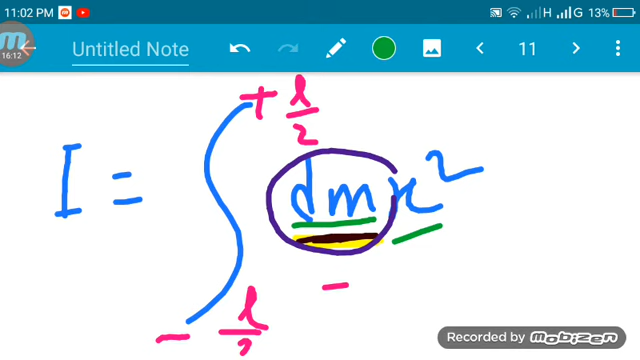 11:02 PM H G 13%
m Untitled Note 11
16:12
+ l/2
I = ∫ dm x²
- l/2
-
Recorded by mobizen